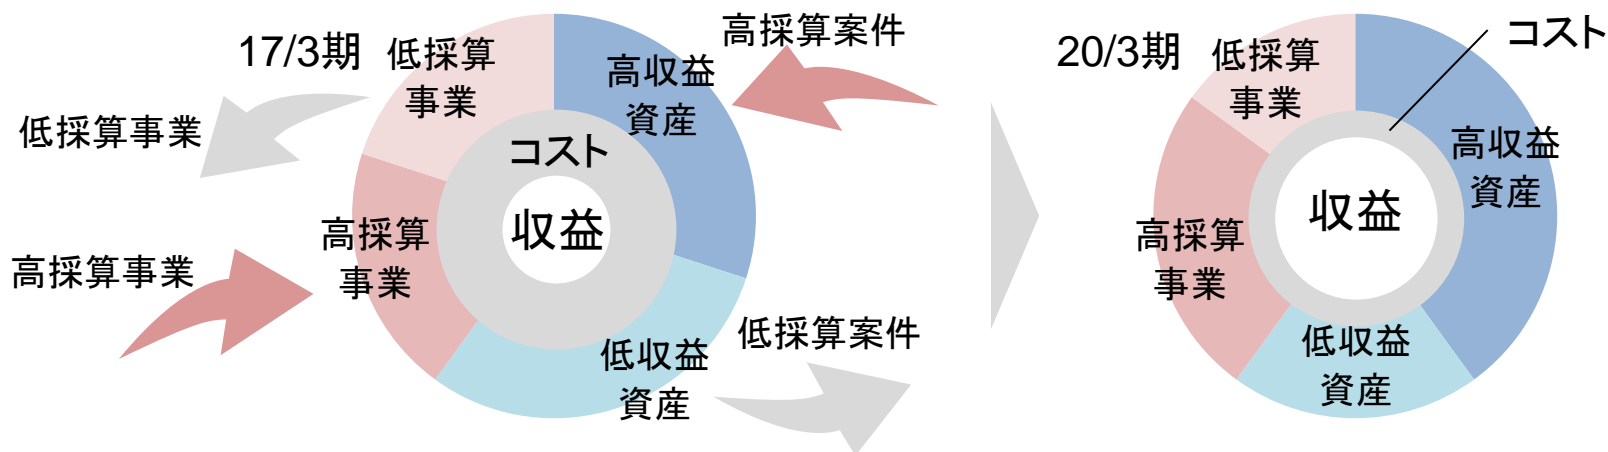 17/3期
低採算
事業
高収益
資産
高採算案件
低採算事業
コスト
収益
高採算
事業
高採算事業
低収益
資産
低採算案件
20/3期
低採算
事業
コスト
高収益
資産
収益
高採算
事業
低収益
資産